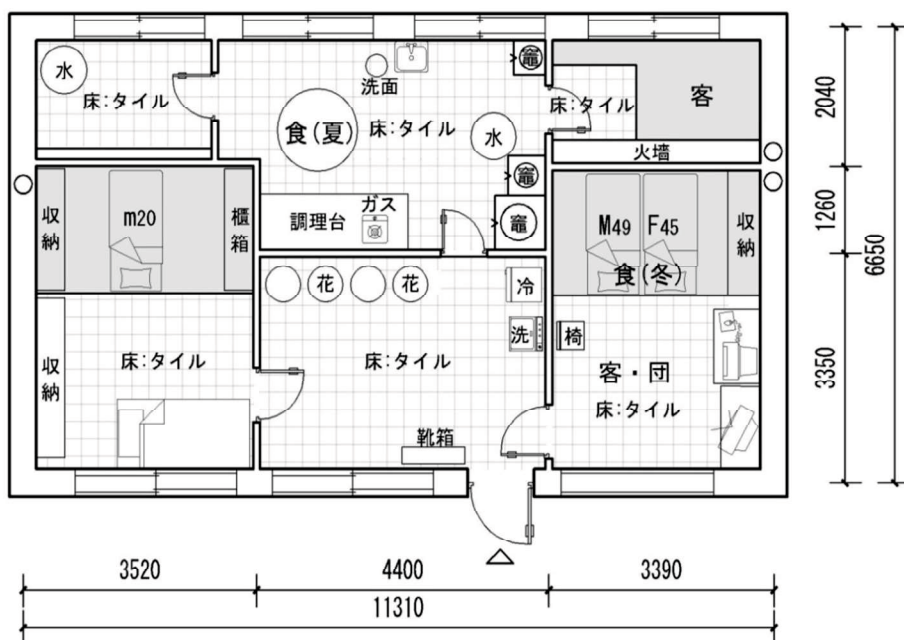 水
床:タイル
洗面
竈
食(夏)
床:タイル
水
床:タイル
客
火墻
竈
竈
調理台
ガス
収納
m20
櫃箱
M49
F45
収納
食(冬)
花
花
冷
洗
椅
収納
床:タイル
床:タイル
客・団
床:タイル
靴箱
2040
1260
3350
6650
3520
4400
3390
11310